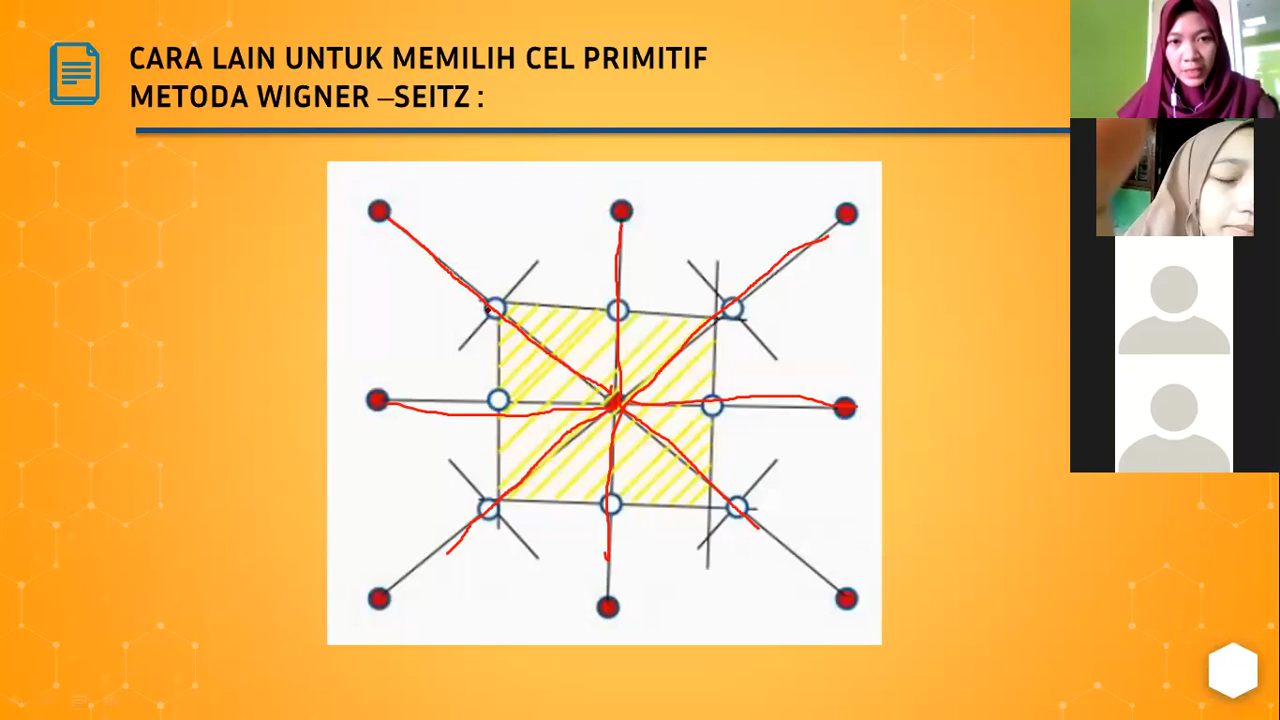 CARA LAIN UNTUK MEMILIH CEL PRIMITIF
METODA WIGNER –SEITZ :